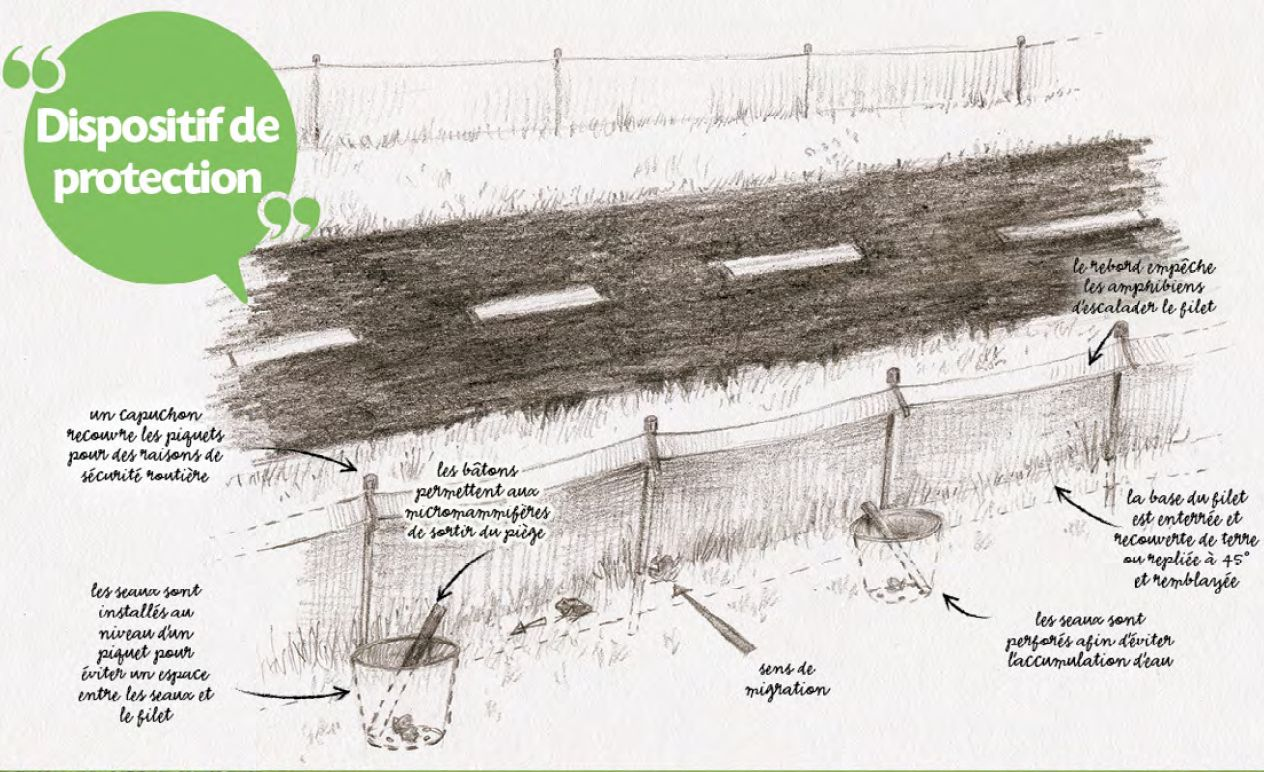 Dispositif de
protection
le rebord empêche
les amphibiens
d'escalader le filet
un capuchon
recouvre les piquets
pour des raisons de
sécurité routière
les bâtons
permettent aux
micromammifères
de sortir du piège
la base du filet
est enterrée et
recouverte de terre
ou repliée à 45°
et remblayée
les seaux sont
installés au
niveau d'un
piquet pour
éviter un espace
entre les seaux et
le filet
les seaux sont
perforés afin d'éviter
l'accumulation d'eau
sens de
migration